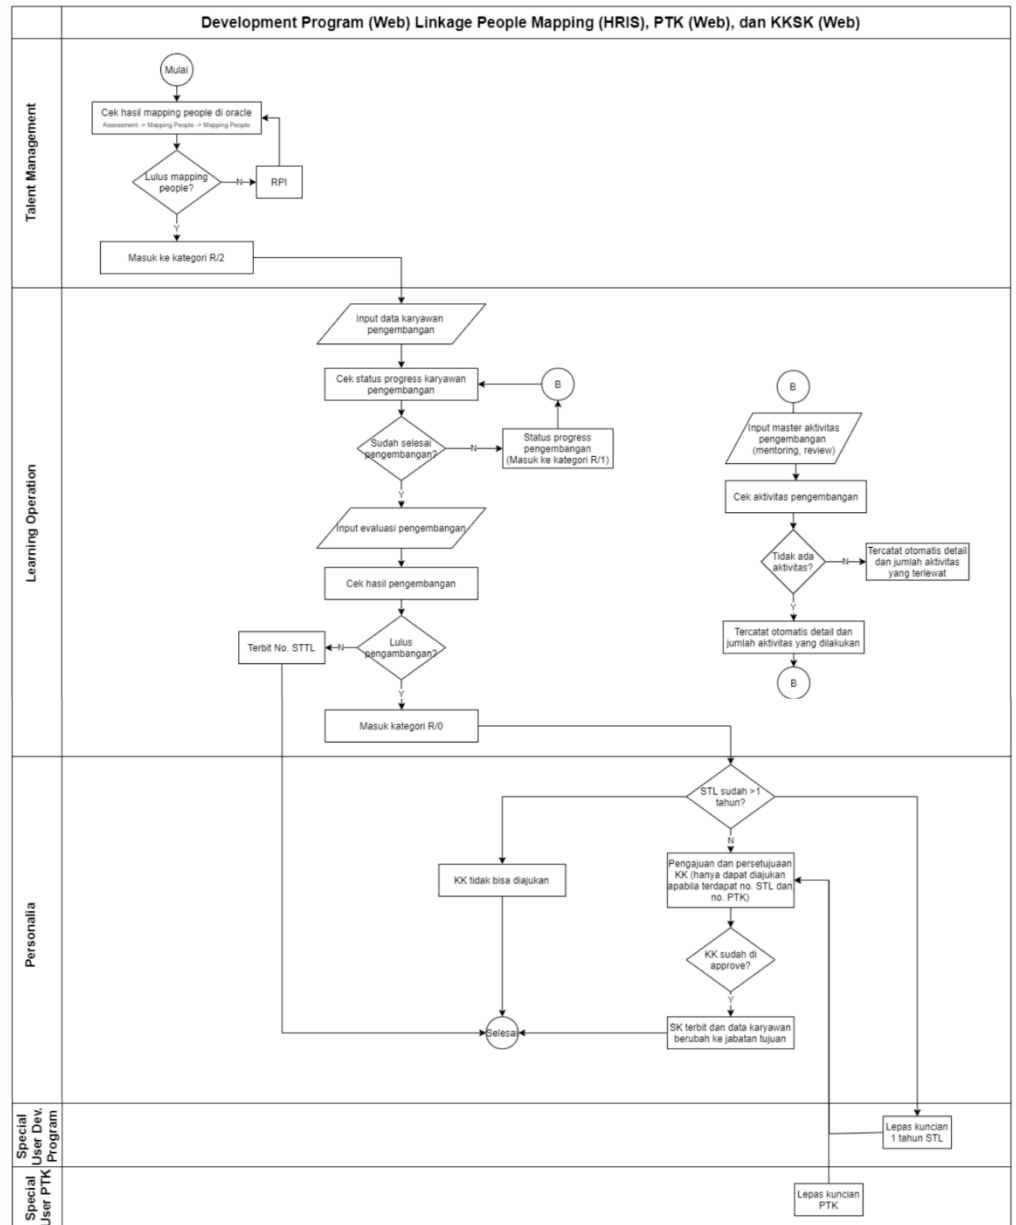 Development Program (Web) Linkage People Mapping (HRIS), PTK (Web), dan KKSK (Web)
Talent Management
Mulai
Cek hasil mapping people di oracle
Assessment -> Mapping People -> Mapping People
Lulus mapping
people?
N
RPI
Y
Masuk ke kategori R/2
Learning Operation
Input data karyawan
pengembangan
Cek status progress karyawan
pengembangan
B
Sudah selesai
pengembangan?
N
Status progress
pengembangan
(Masuk ke kategori R/1)
Y
Input evaluasi pengembangan
Cek hasil pengembangan
Lulus
pengambangan?
N
Terbit No. STTL
Y
Masuk kategori R/0
B
Input master aktivitas
pengembangan
(mentoring, review)
Cek aktivitas pengembangan
Tidak ada
aktivitas?
N
Tercatat otomatis detail
dan jumlah aktivitas
yang terlewat
Y
Tercatat otomatis detail dan
jumlah aktivitas yang dilakukan
B
Personalia
STL sudah >1
tahun?
N
KK tidak bisa diajukan
Pengajuan dan persetujuaan
KK (hanya dapat diajukan
apabila terdapat no. STL dan
no. PTK)
KK sudah di
approve?
Y
SK terbit dan data karyawan
berubah ke jabatan tujuan
Selesai
Special
User Dev.
Program
Lepas kuncian
1 tahun STL
Special
User PTK
Lepas kuncian
PTK